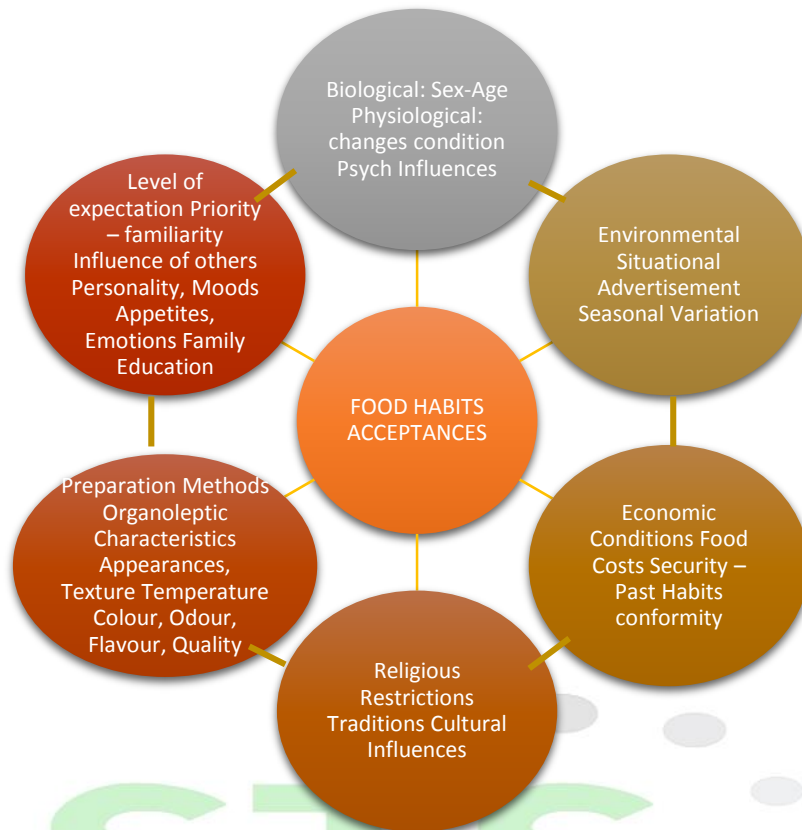 Biological: Sex-Age
Physiological:
changes condition
Psych Influences
Level of
expectation Priority
– familiarity
Influence of others
Personality, Moods
Appetites,
Emotions Family
Education
Environmental
Situational
Advertisement
Seasonal Variation
FOOD HABITS
ACCEPTANCES
Preparation Methods
Organoleptic
Characteristics
Appearances,
Texture Temperature
Colour, Odour,
Flavour, Quality
Economic
Conditions Food
Costs Security –
Past Habits
conformity
Religious
Restrictions
Traditions Cultural
Influences